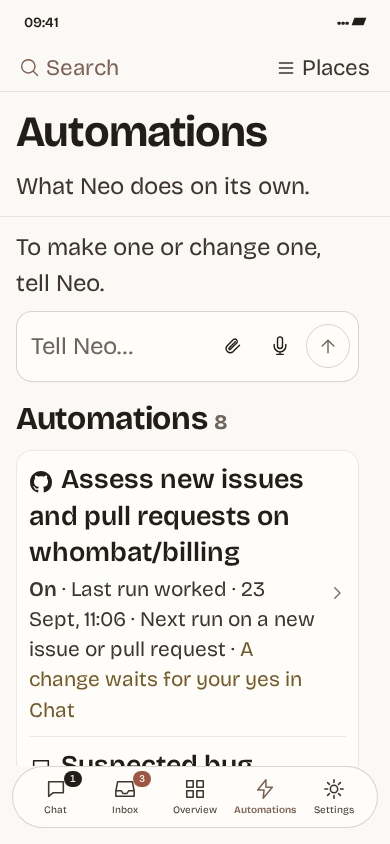 09:41
Search
Places
Automations
What Neo does on its own.
To make one or change one,
tell Neo.
Tell Neo...
Automations 8
Assess new issues
and pull requests on
whombat/billing
On · Last run worked · 23
Sept, 11:06 · Next run on a new
issue or pull request · A
change waits for your yes in
Chat
Suspected bug
1
3
Chat
Inbox
Overview
Automations
Settings